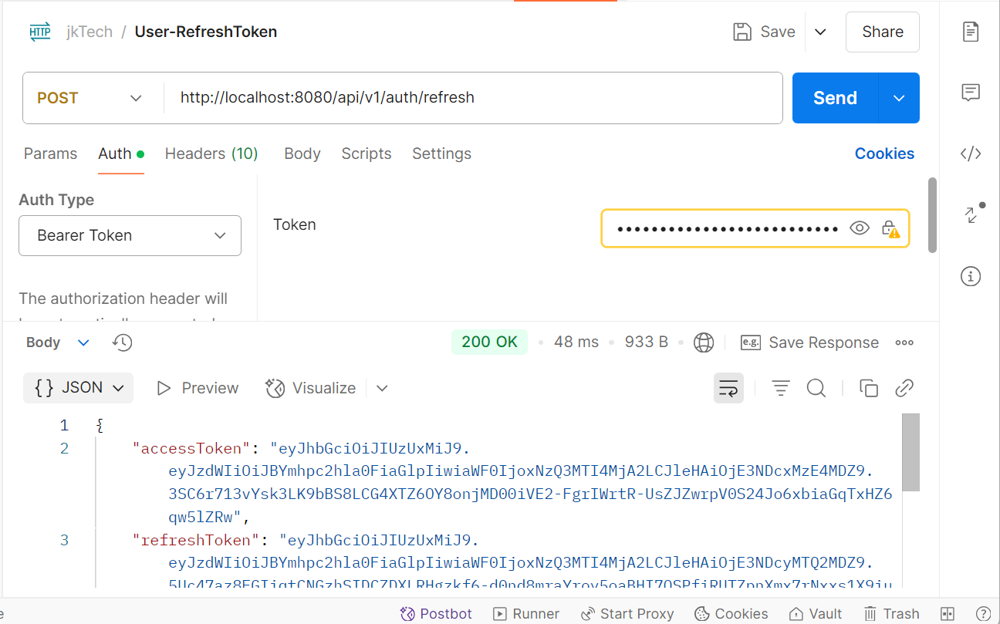 HTTP jkTech / User-RefreshToken Save Share
POST http://localhost:8080/api/v1/auth/refresh Send
Params Auth Headers (10) Body Scripts Settings Cookies
Auth Type
Bearer Token
Token
The authorization header will
Body 200 OK 48 ms 933 B e.g. Save Response
{} JSON Preview Visualize
1 {
2 "accessToken": "eyJhbGciOiJIUzUxMiJ9.
eyJzdWIiOiJBYmhpc2hla0FiaGlpIiwiaWF0IjoxNzQ3MTI4MjA2LCJleHAiOjE3NDcxMzE4MDZ9.
3SC6r713vYsk3LK9bBS8LCG4XTZ6OY8onjMD00iVE2-FgrIWrtR-UsZJZwrpV0S24Jo6xbiaGqTxHZ6
qw5lZRw",
3 "refreshToken": "eyJhbGciOiJIUzUxMiJ9.
eyJzdWIiOiJBYmhpc2hla0FiaGlpIiwiaWF0IjoxNzQ3MTI4MjA2LCJleHAiOjE3NDcyMTQ2MDZ9.
Postbot Runner Start Proxy Cookies Vault Trash